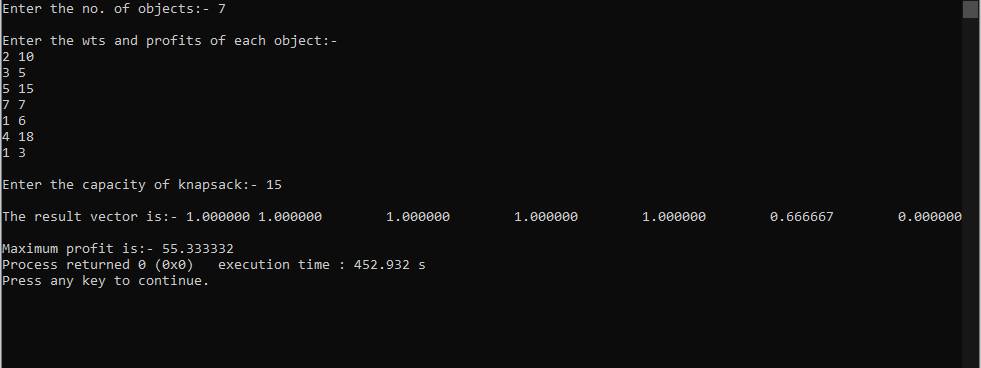 Enter the no. of objects:- 7
Enter the wts and profits of each object:-
2 10
3 5
5 15
7 7
1 6
4 18
1 3
Enter the capacity of knapsack:- 15
The result vector is:- 1.000000 1.000000 1.000000 1.000000 1.000000 0.666667 0.000000
Maximum profit is:- 55.333332
Process returned 0 (0x0) execution time : 452.932 s
Press any key to continue.